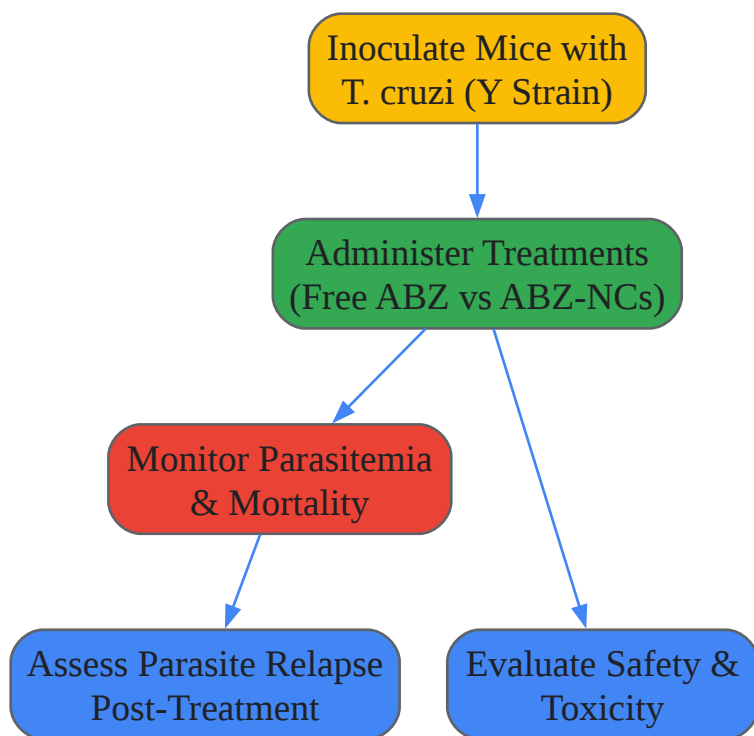 Inoculate Mice with
T. cruzi (Y Strain)
Administer Treatments
(Free ABZ vs ABZ-NCs)
Monitor Parasitemia
& Mortality
Assess Parasite Relapse
Post-Treatment
Evaluate Safety &
Toxicity